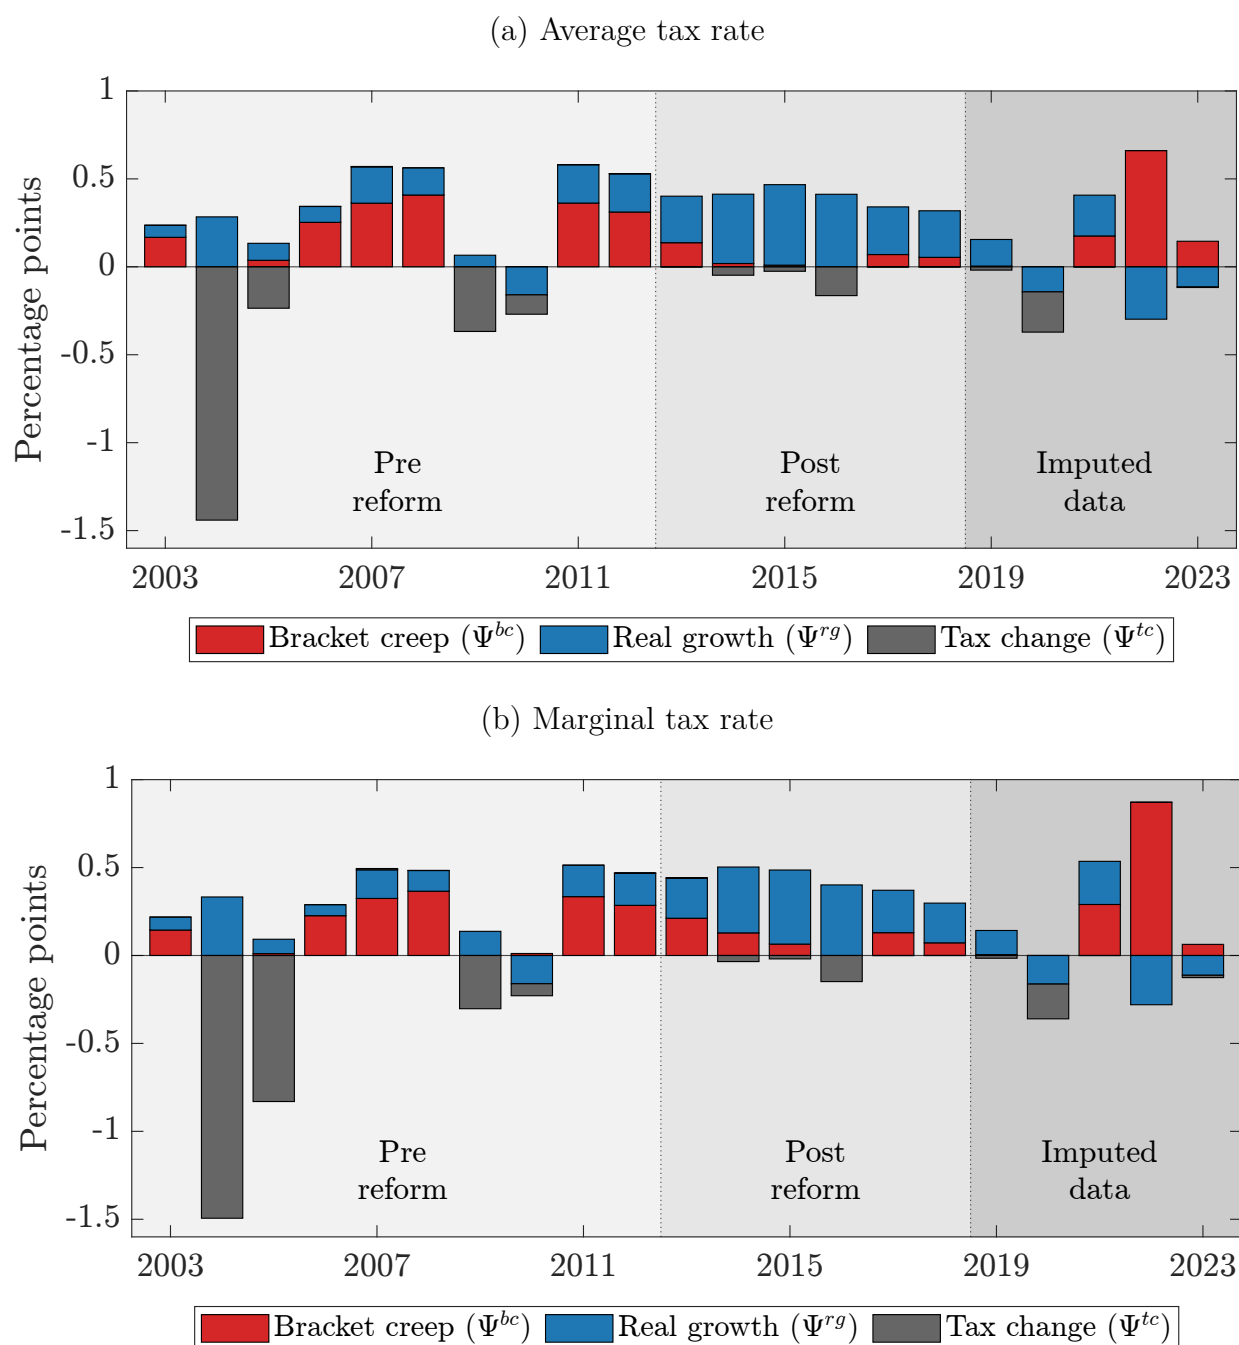 (a) Average tax rate
Percentage points
1
0.5
0
-0.5
-1
-1.5
Pre
reform
Post
reform
Imputed
data
2003 2007 2011 2015 2019 2023
Bracket creep (Ψ^{bc}) Real growth (Ψ^{rg}) Tax change (Ψ^{tc})
(b) Marginal tax rate
Percentage points
1
0.5
0
-0.5
-1
-1.5
Pre
reform
Post
reform
Imputed
data
2003 2007 2011 2015 2019 2023
Bracket creep (Ψ^{bc}) Real growth (Ψ^{rg}) Tax change (Ψ^{tc})